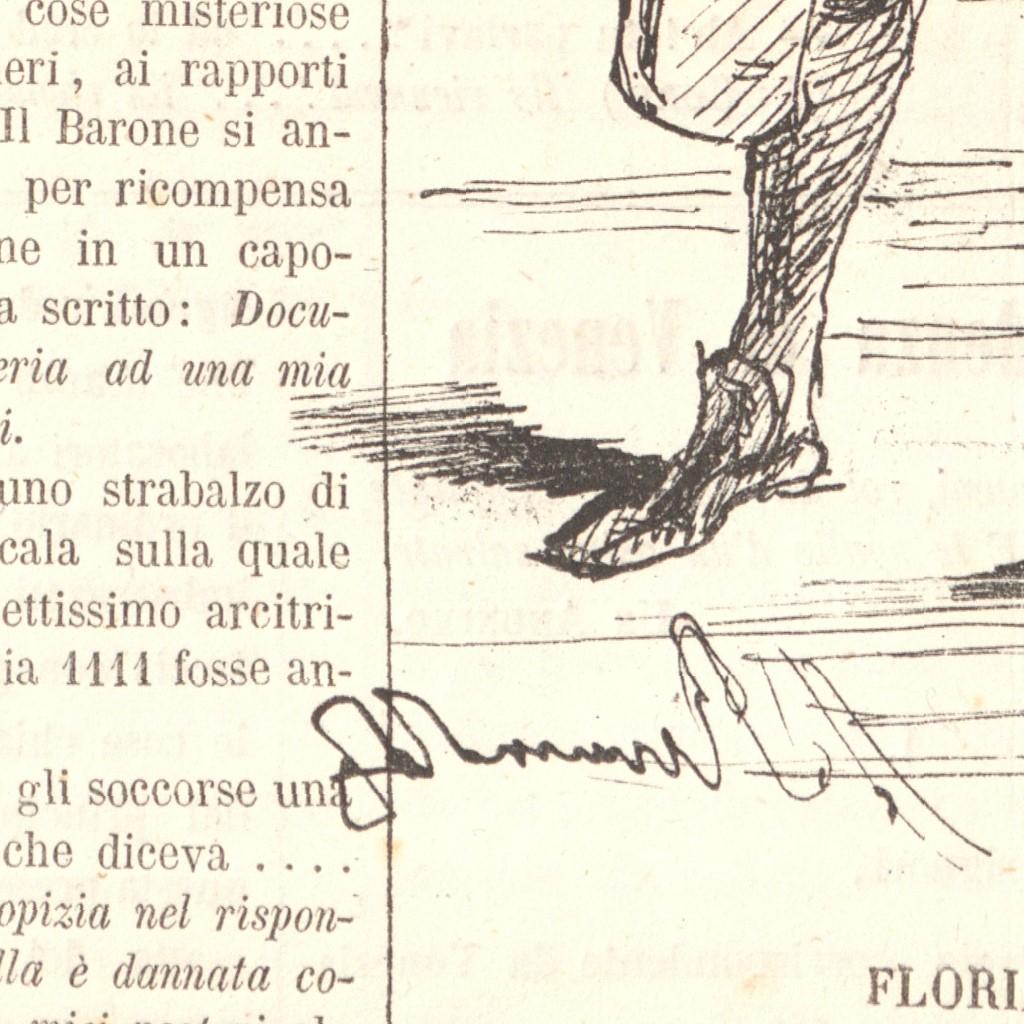 cose misteriose
eri, ai rapporti
Il Barone si an-
per ricompensa
ne in un capo-
a scritto: Docu-
eria ad una mia
i.
uno strabalzo di
cala sulla quale
ettissimo arcitri-
ia 1111 fosse an-
gli soccorse una
che diceva ....
opizia nel rispon-
lla è dannata co-
FLORI